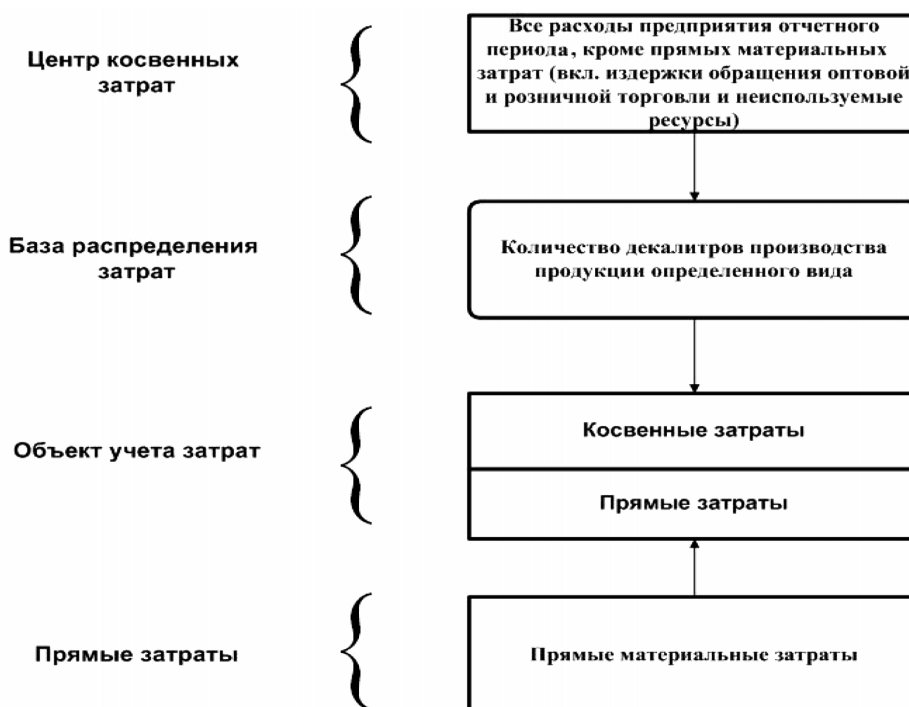 Центр косвенных
затрат
Все расходы предприятия отчетного
периода, кроме прямых материальных
затрат (вкл. издержки обращения оптовой
и розничной торговли и неиспользуемые
ресурсы)
База распределения
затрат
Количество декалитров производства
продукции определенного вида
Объект учета затрат
Косвенные затраты
Прямые затраты
Прямые затраты
Прямые материальные затраты